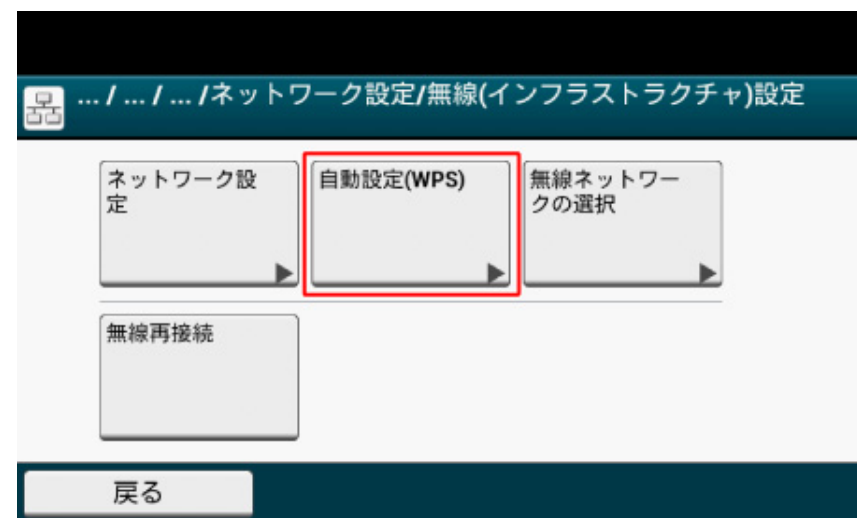 ... / ... / ... /ネットワーク設定/無線(インフラストラクチャ)設定
ネットワーク設
定
自動設定(WPS)
無線ネットワー
クの選択
無線再接続
戻る